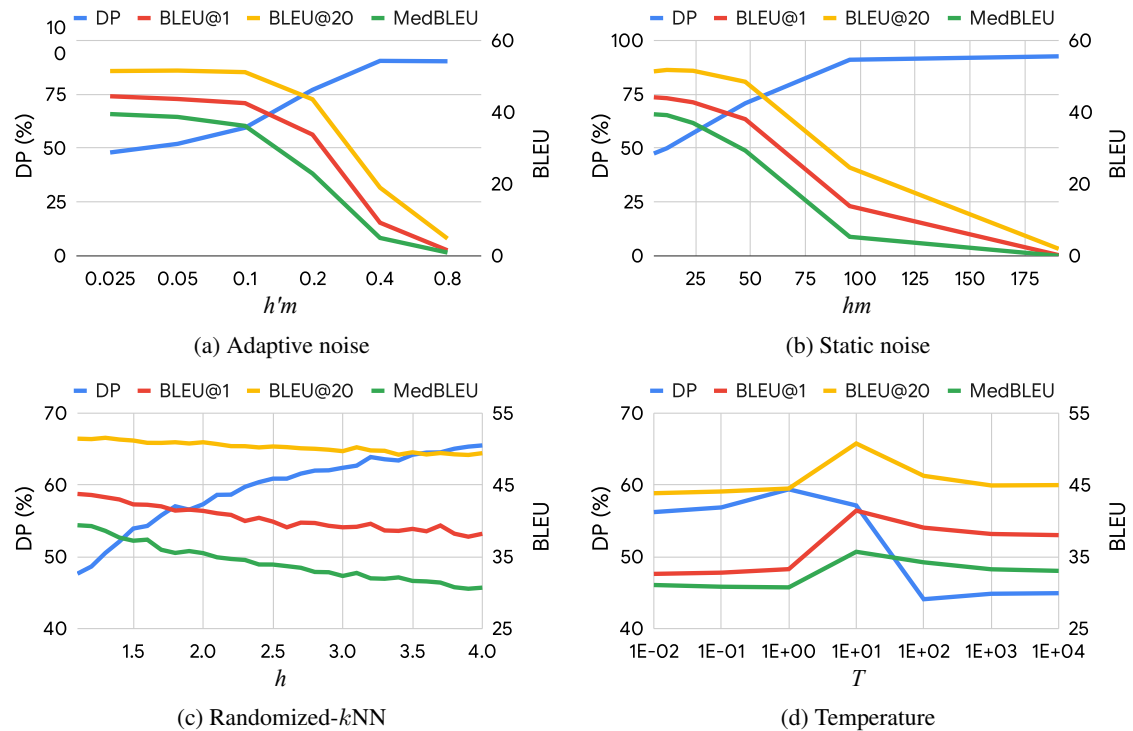 DP BLEU@1 BLEU@20 MedBLEU
10
0
75
50
25
0
DP (%)
60
40
20
0
BLEU
0.025 0.05 0.1 0.2 0.4 0.8
h'm
(a) Adaptive noise
DP BLEU@1 BLEU@20 MedBLEU
100
75
50
25
0
DP (%)
60
40
20
0
BLEU
25 50 75 100 125 150 175
hm
(b) Static noise
DP BLEU@1 BLEU@20 MedBLEU
70
60
50
40
DP (%)
55
45
35
25
BLEU
1.5 2.0 2.5 3.0 3.5 4.0
h
(c) Randomized-kNN
DP BLEU@1 BLEU@20 MedBLEU
70
60
50
40
DP (%)
55
45
35
25
BLEU
1E-02 1E-01 1E+00 1E+01 1E+02 1E+03 1E+04
T
(d) Temperature